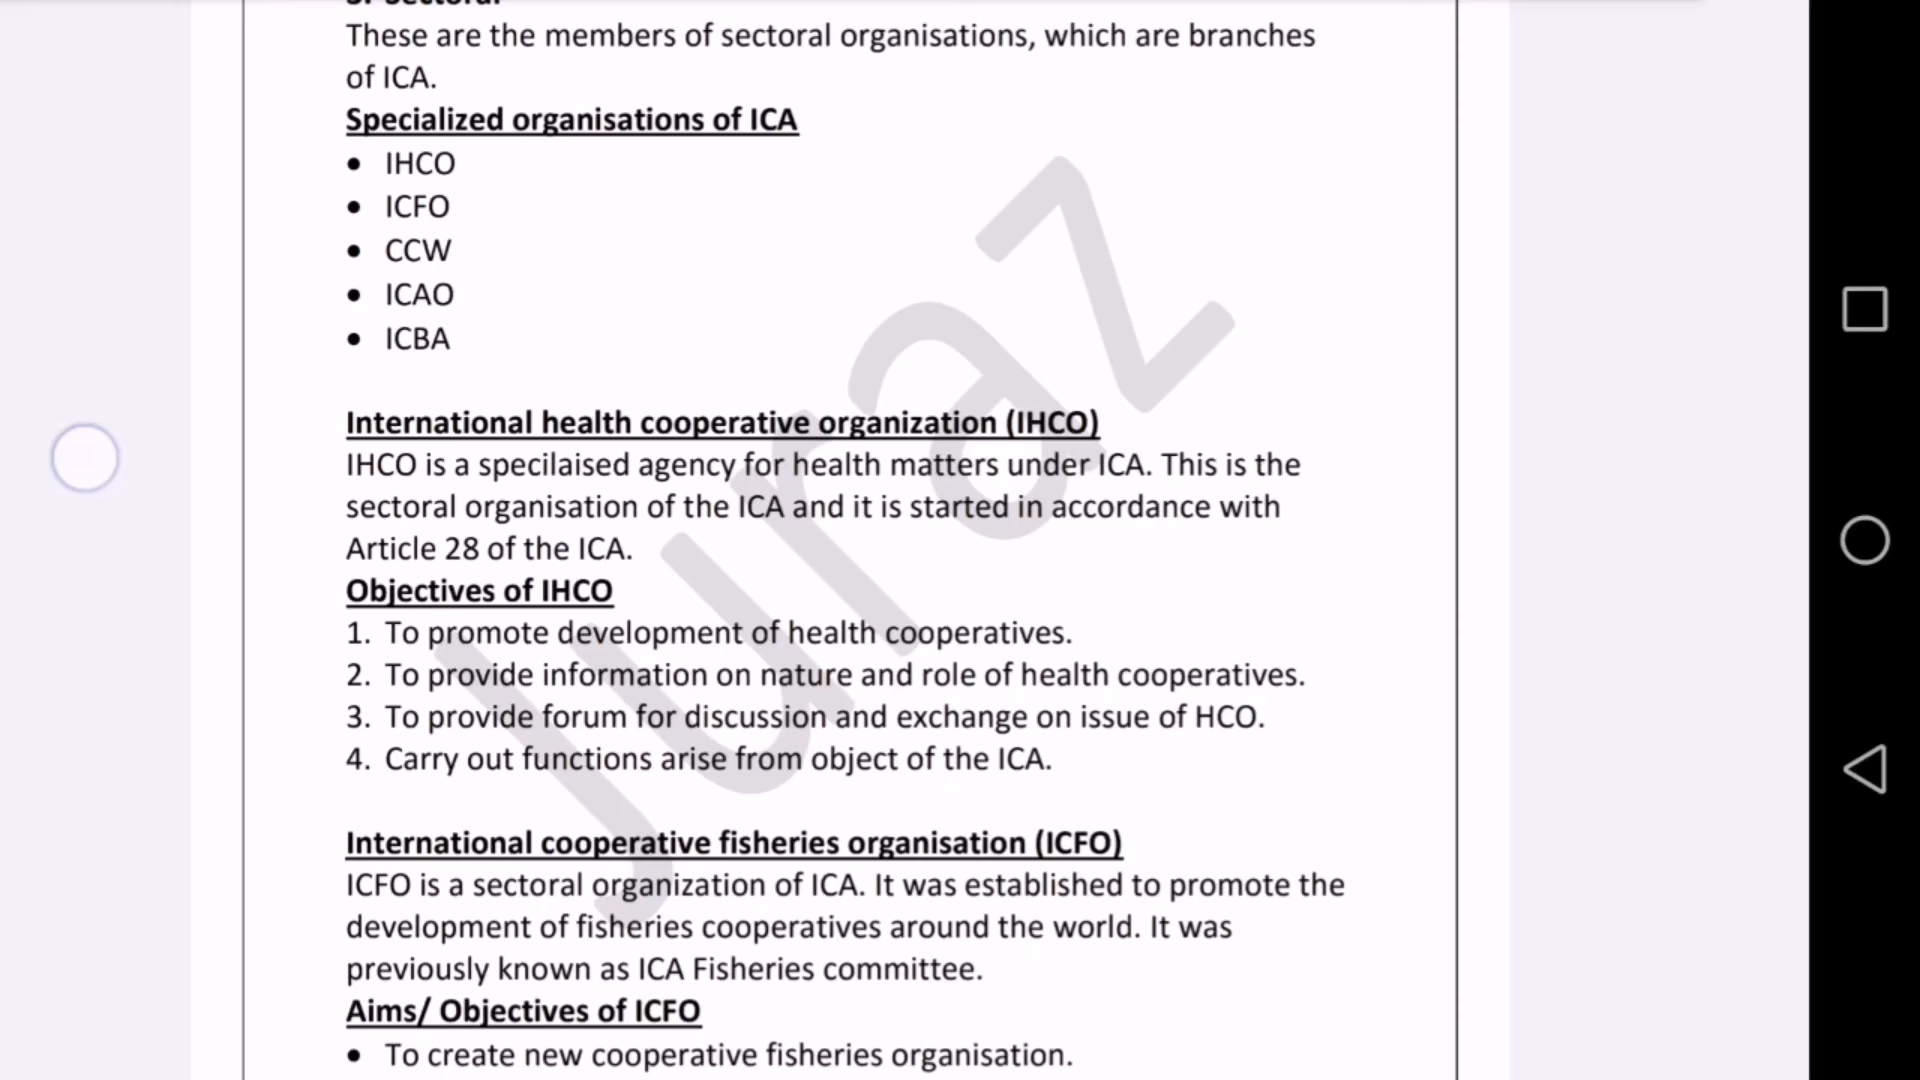 These are the members of sectoral organisations, which are branches
of ICA.
Specialized organisations of ICA
• IHCO
• ICFO
• CCW
• ICAO
• ICBA
International health cooperative organization (IHCO)
IHCO is a specilaised agency for health matters under ICA. This is the
sectoral organisation of the ICA and it is started in accordance with
Article 28 of the ICA.
Objectives of IHCO
1. To promote development of health cooperatives.
2. To provide information on nature and role of health cooperatives.
3. To provide forum for discussion and exchange on issue of HCO.
4. Carry out functions arise from object of the ICA.
International cooperative fisheries organisation (ICFO)
ICFO is a sectoral organization of ICA. It was established to promote the
development of fisheries cooperatives around the world. It was
previously known as ICA Fisheries committee.
Aims/ Objectives of ICFO
• To create new cooperative fisheries organisation.
Juraz